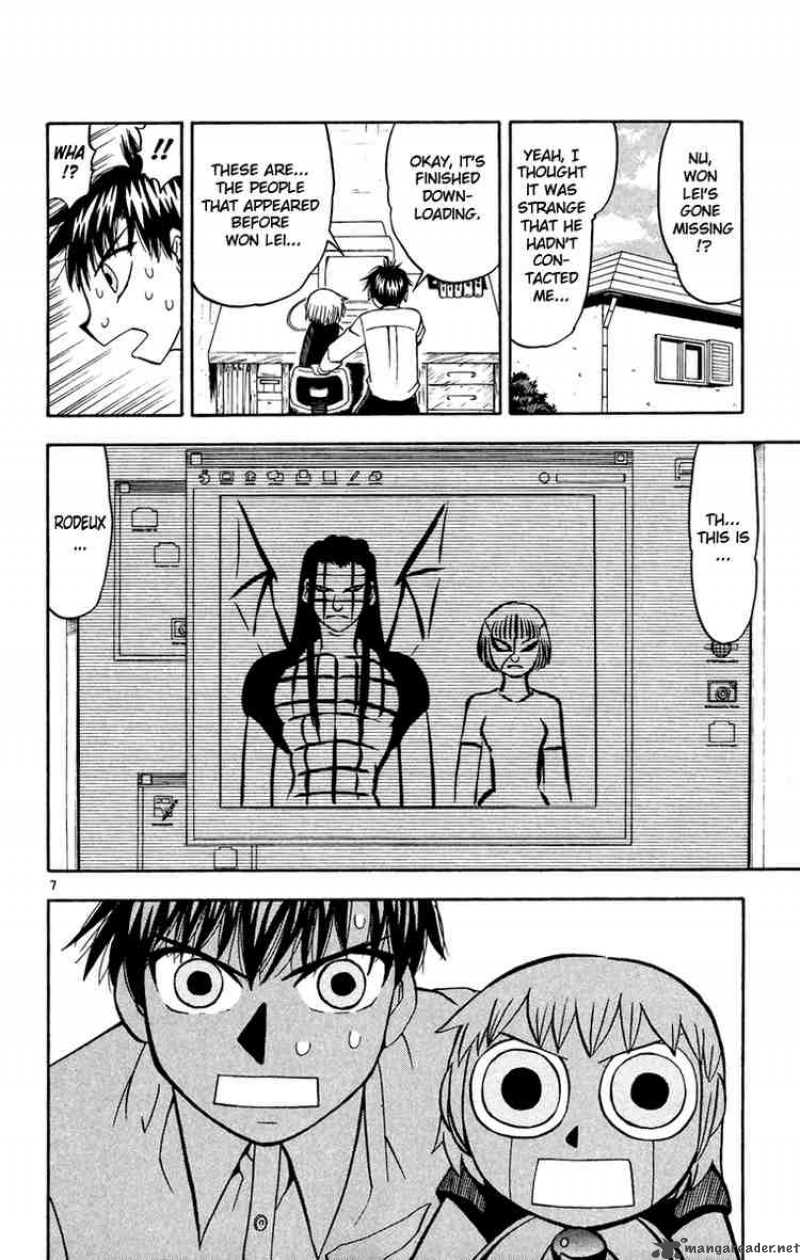 NU,
WON
LEI'S
GONE
MISSING
!?
YEAH, I
THOUGHT
IT WAS
STRANGE
THAT HE
HADN'T
CON-
TACTED
ME...
OKAY, IT'S
FINISHED
DOWN-
LOADING.
THESE ARE...
THE PEOPLE
THAT APPEARED
BEFORE
WON LEI...
!!
WHA
!?
TH...
THIS IS
...
RODEUX
...
7
mangareader.net